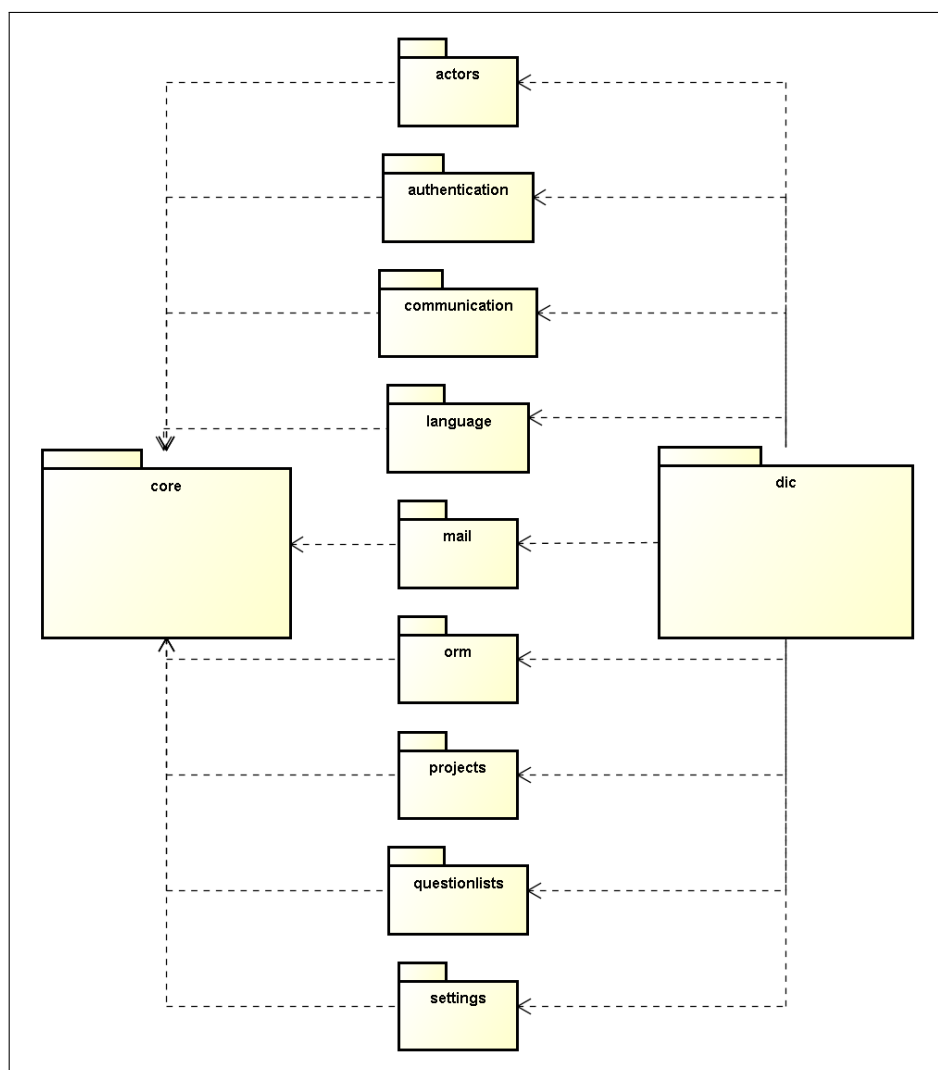 actors
authentication
communication
language
core
dic
mail
orm
projects
questionlists
settings